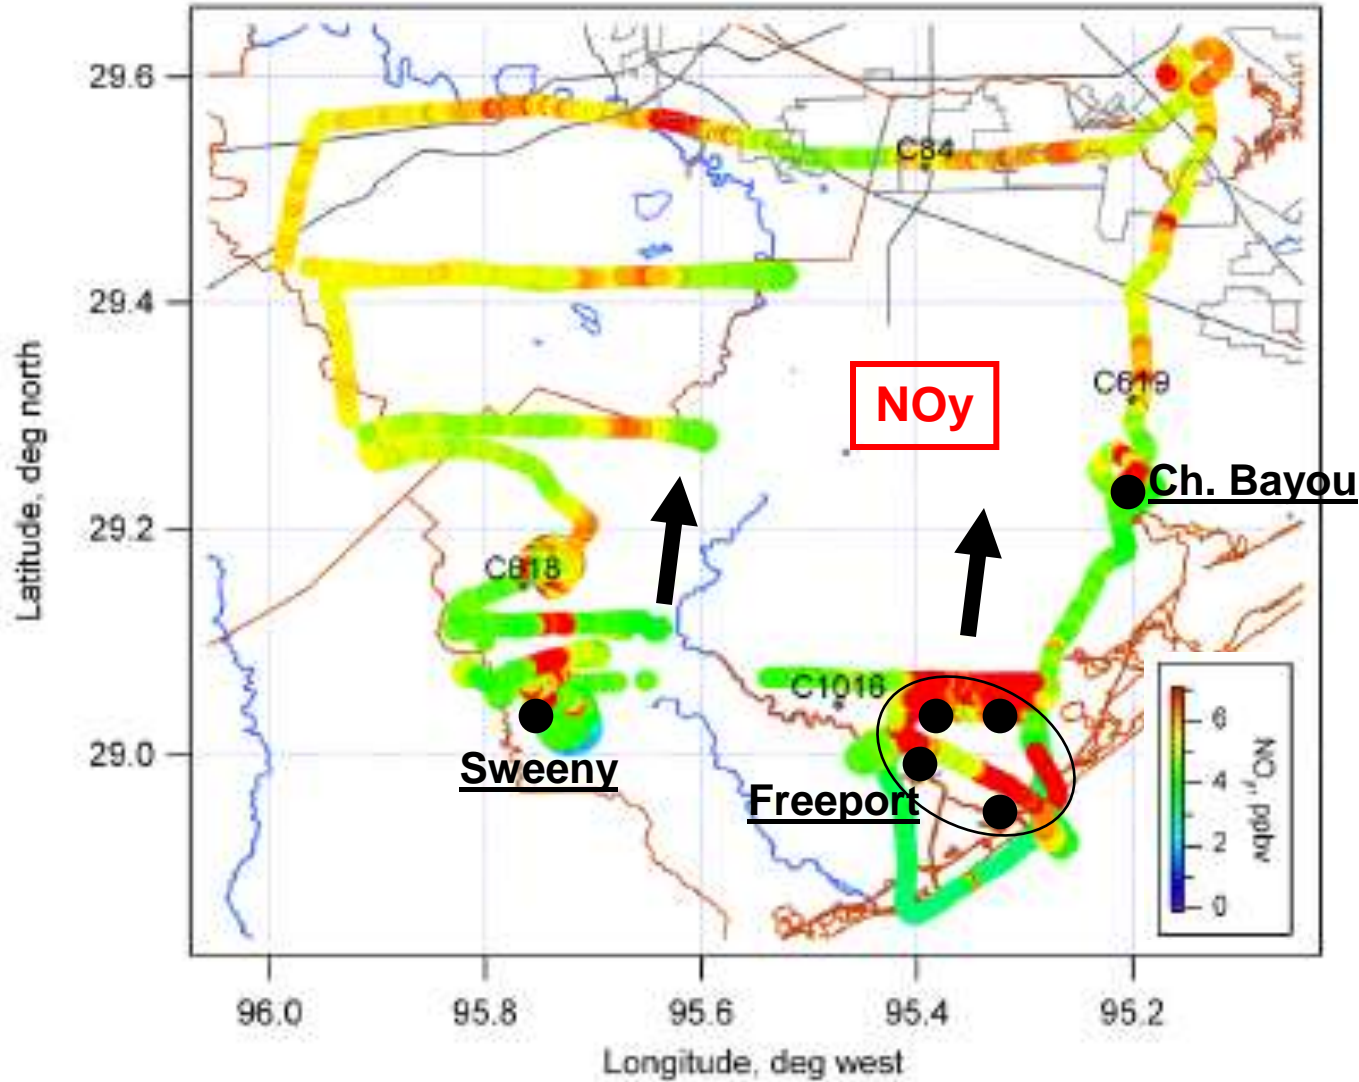 29.6
C84
29.4
NOy
C619
Ch. Bayou
29.2
C618
C1016
6
4
2
0
NOy, ppbv
29.0
Sweeny
Freeport
Latitude, deg north
96.0
95.8
95.6
95.4
95.2
Longitude, deg west